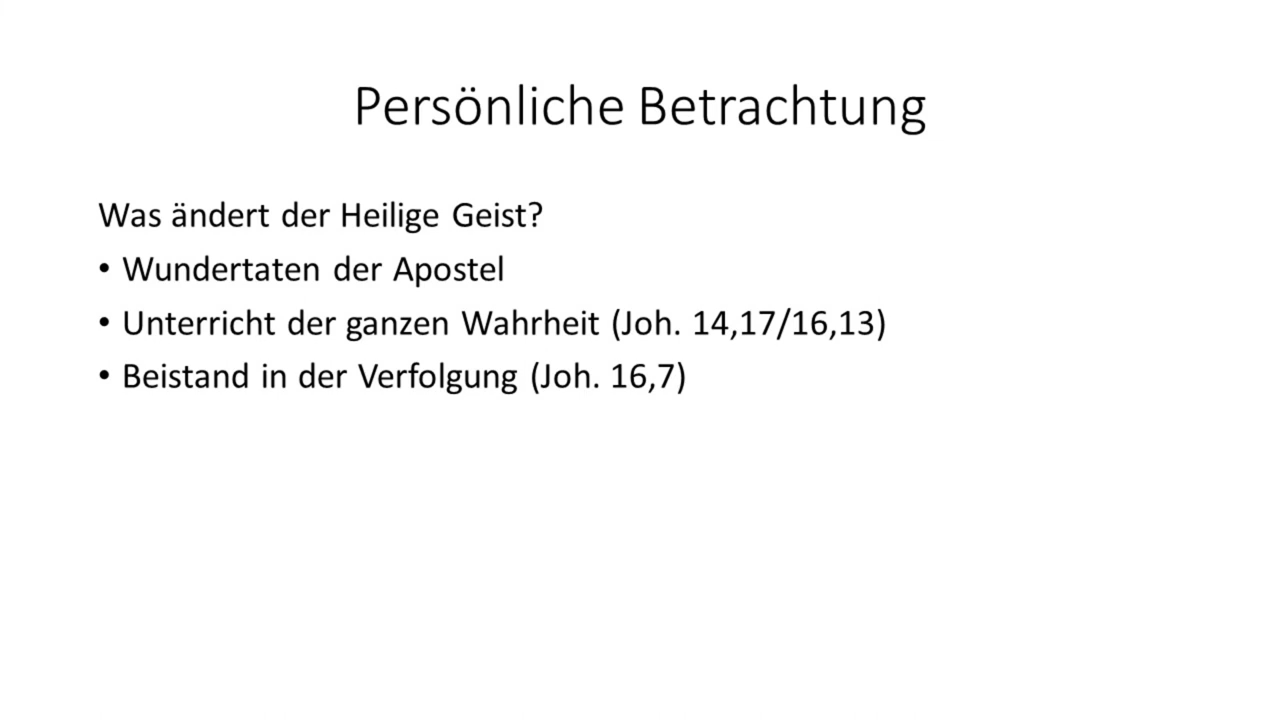 Persönliche Betrachtung
Was ändert der Heilige Geist?
• Wundertaten der Apostel
• Unterricht der ganzen Wahrheit (Joh. 14,17/16,13)
• Beistand in der Verfolgung (Joh. 16,7)